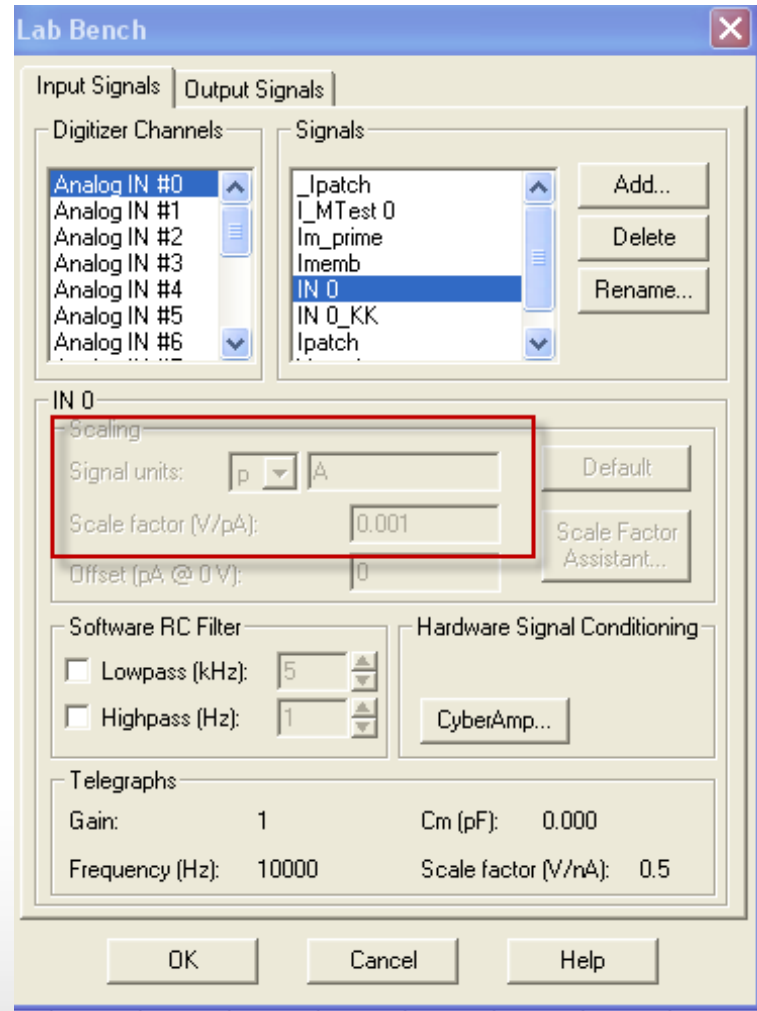 Lab Bench
Input Signals Output Signals
Digitizer Channels
Analog IN #0
Analog IN #1
Analog IN #2
Analog IN #3
Analog IN #4
Analog IN #5
Analog IN #6
Signals
_Ipatch
I_MTest 0
Im_prime
Imemb
IN 0
IN 0_KK
Ipatch
Add...
Delete
Rename...
IN 0
Scaling
Signal units: p A
Scale factor (V/pA): 0.001
Offset (pA @ 0 V): 0
Default
Scale Factor
Assistant...
Software RC Filter
Lowpass (kHz): 5
Highpass (Hz): 1
Hardware Signal Conditioning
CyberAmp...
Telegraphs
Gain: 1 Cm (pF): 0.000
Frequency (Hz): 10000 Scale factor (V/nA): 0.5
OK Cancel Help